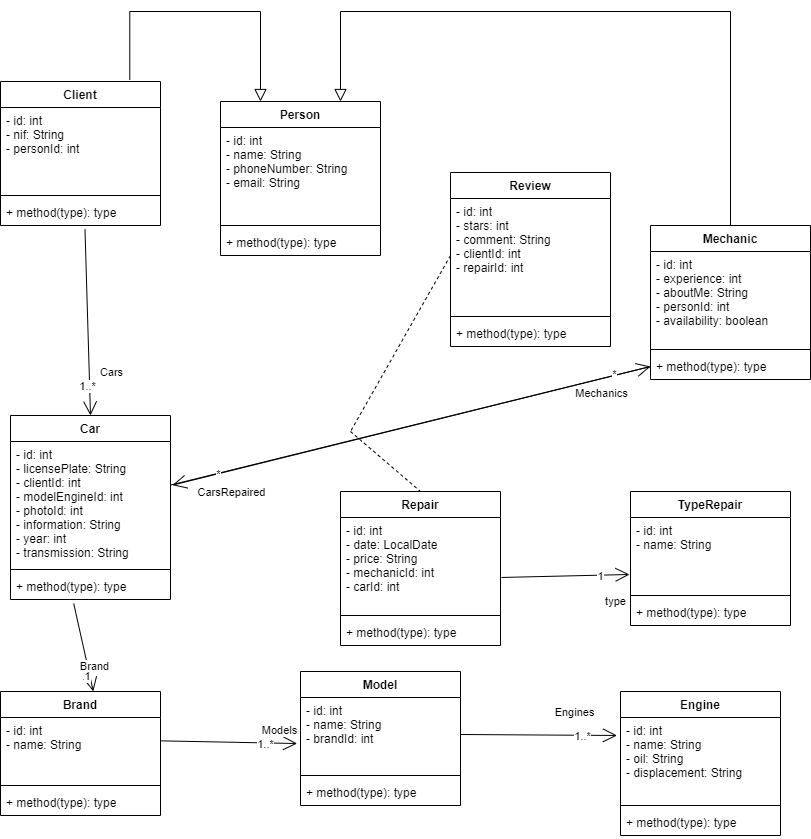 Client
- id: int
- nif: String
- personId: int
+ method(type): type
Person
- id: int
- name: String
- phoneNumber: String
- email: String
+ method(type): type
Review
- id: int
- stars: int
- comment: String
- clientId: int
- repairId: int
+ method(type): type
Mechanic
- id: int
- experience: int
- aboutMe: String
- personId: int
- availability: boolean
+ method(type): type
Cars
1..*
*
Mechanics
Car
- id: int
- licensePlate: String
- clientId: int
- modelEngineId: int
- photoId: int
- information: String
- year: int
- transmission: String
+ method(type): type
*
CarsRepaired
Repair
- id: int
- date: LocalDate
- price: String
- mechanicId: int
- carId: int
+ method(type): type
1
type
TypeRepair
- id: int
- name: String
+ method(type): type
Brand
1
Brand
- id: int
- name: String
+ method(type): type
Models
1..*
Model
- id: int
- name: String
- brandId: int
+ method(type): type
Engines
1..*
Engine
- id: int
- name: String
- oil: String
- displacement: String
+ method(type): type